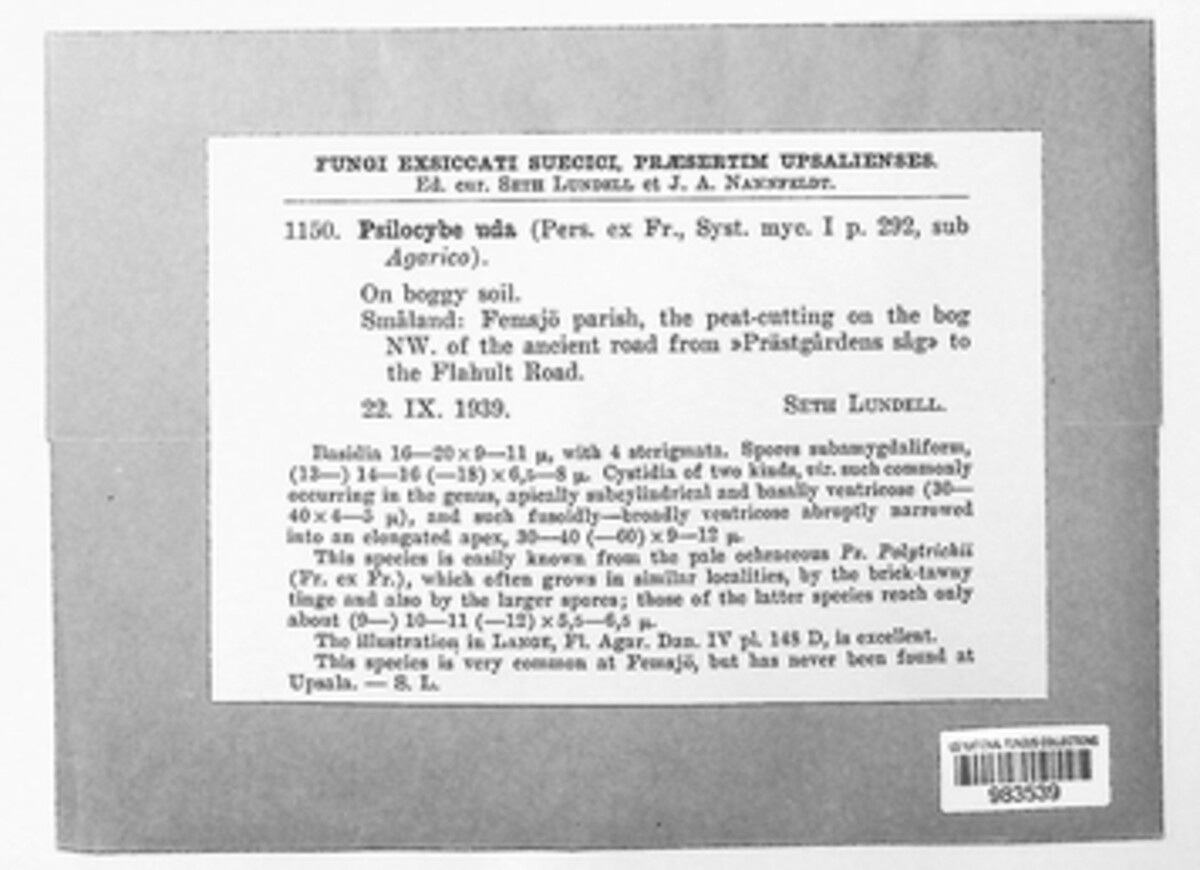 FUNGI EXSICCATI SUECICI, PRÆSERTIM UPSALIENSES.
Ed. cur. SETH LUNDELL et J. A. NANNFELDT.
1150. Psilocybe uda (Pers. ex Fr., Syst. myc. I p. 292, sub
Agarico).
On boggy soil.
Småland: Femsjö parish, the peat-cutting on the bog
NW. of the ancient road from »Prästgårdens såg» to
the Flahult Road.
22. IX. 1939. SETH LUNDELL.
Basidia 16—20×9—11 μ, with 4 sterigmata. Spores subamygdaliform,
(13—) 14—16 (—18) × 6,5—8 μ. Cystidia of two kinds, viz. such commonly
occurring in the genus, apically subcylindrical and basally ventricose (30—
40×4—5 μ), and such fusoidly—broadly ventricose abruptly narrowed
into an elongated apex, 30—40 (—60) × 9—12 μ.
This species is easily known from the pale ochraceous Ps. Polytrichii
(Fr. ex Fr.), which often grows in similar localities, by the brick-tawny
tinge and also by the larger spores; those of the latter species reach only
about (9—) 10—11 (—12) × 5,5—6,5 μ.
The illustration in LANGE, Fl. Agar. Dan. IV pl. 148 D, is excellent.
This species is very common at Femsjö, but has never been found at
Upsala. — S. L.
US NATIONAL FUNGUS COLLECTIONS
983539